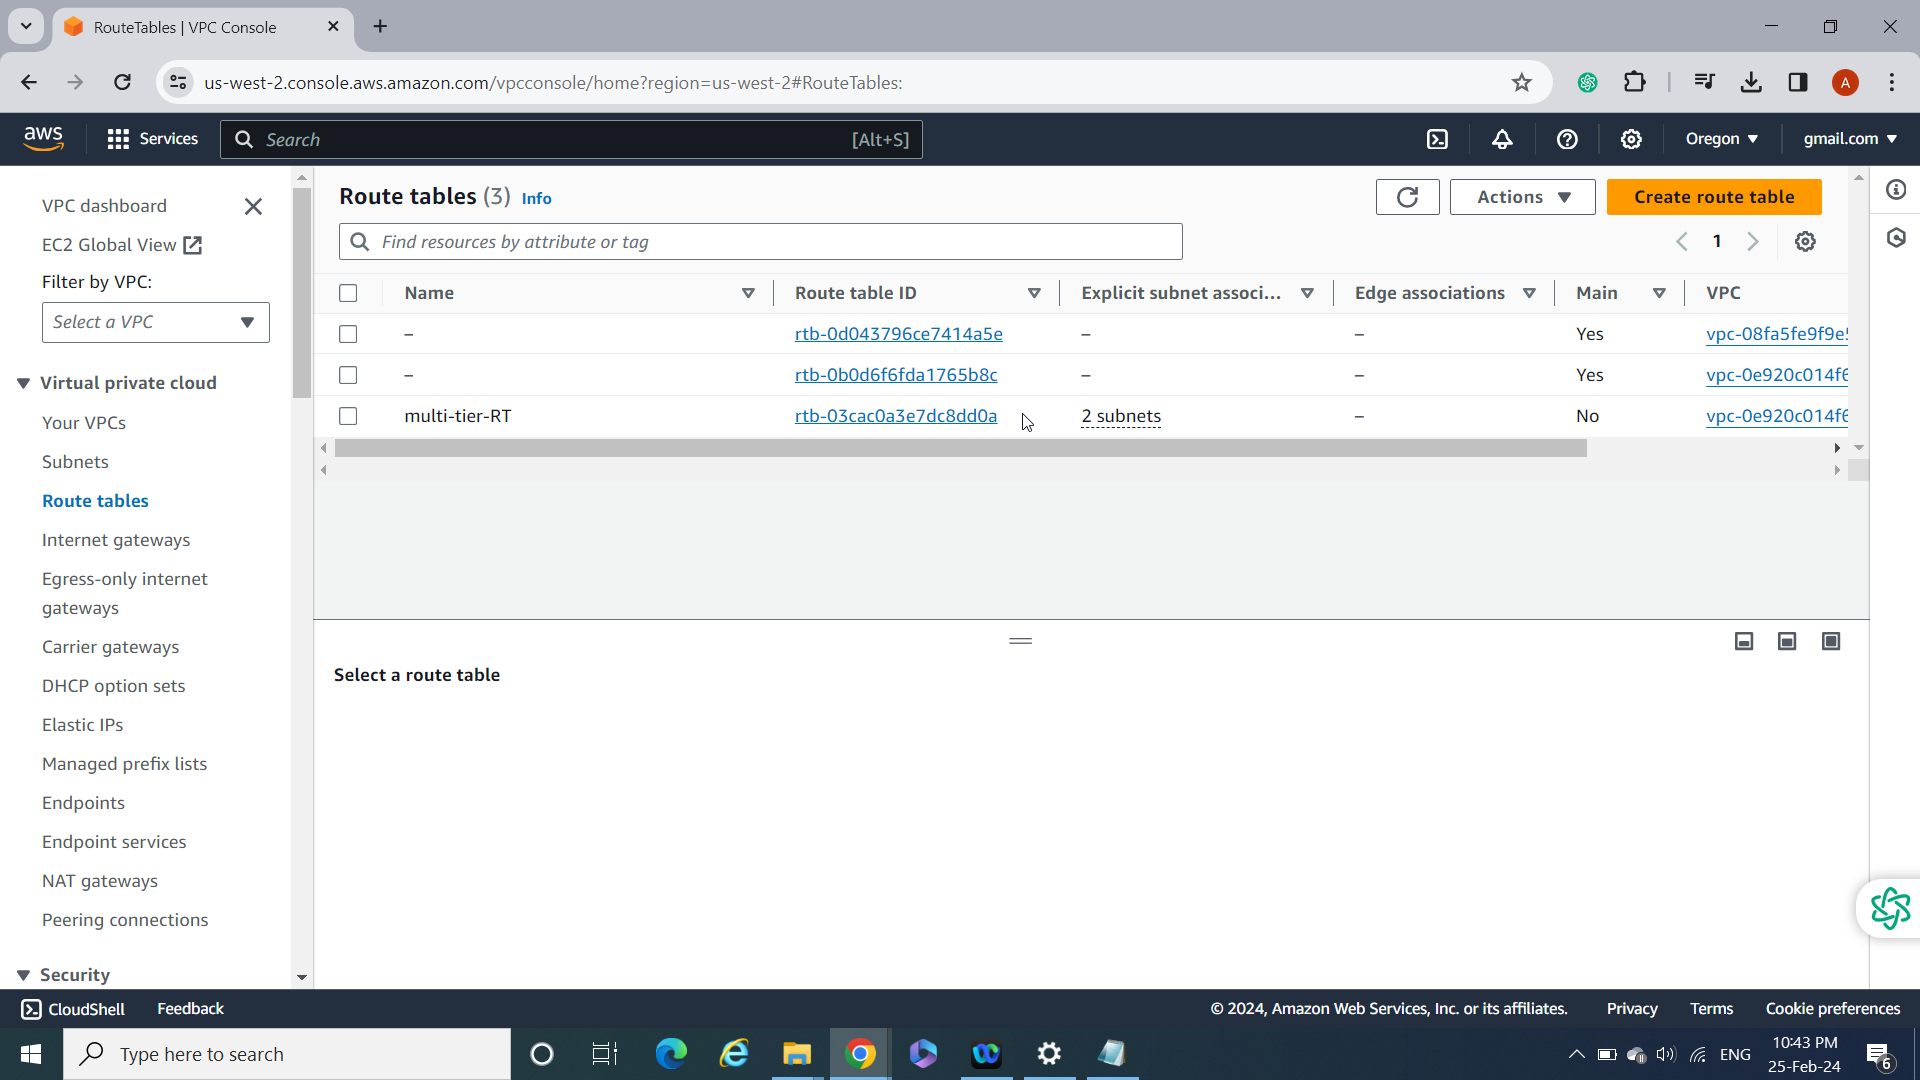 RouteTables | VPC Console
us-west-2.console.aws.amazon.com/vpcconsole/home?region=us-west-2#RouteTables:
A
aws
Services
Search
[Alt+S]
Oregon
gmail.com
VPC dashboard
EC2 Global View
Filter by VPC:
Select a VPC
Virtual private cloud
Your VPCs
Subnets
Route tables
Internet gateways
Egress-only internet
gateways
Carrier gateways
DHCP option sets
Elastic IPs
Managed prefix lists
Endpoints
Endpoint services
NAT gateways
Peering connections
Security
Route tables (3) Info
Actions
Create route table
Find resources by attribute or tag
1
Name Route table ID Explicit subnet associ... Edge associations Main VPC
– rtb-0d043796ce7414a5e – – Yes vpc-08fa5fe9f9e
– rtb-0b0d6f6fda1765b8c – – Yes vpc-0e920c014f6
multi-tier-RT rtb-03cac0a3e7dc8dd0a 2 subnets – No vpc-0e920c014f6
Select a route table
CloudShell Feedback © 2024, Amazon Web Services, Inc. or its affiliates. Privacy Terms Cookie preferences
Type here to search
ENG
10:43 PM
25-Feb-24
6